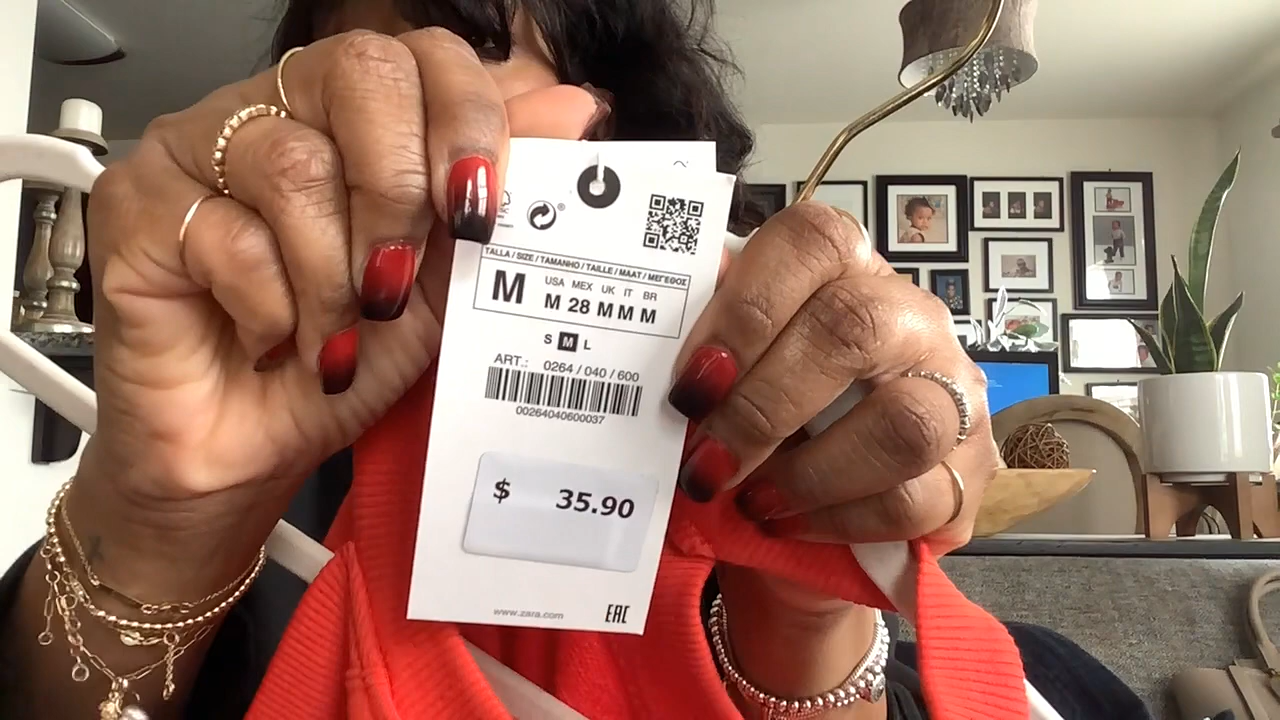 TALLA / SIZE / TAMANHO / TAILLE / MAAT / ΜΕΓΕΘΟΣ
M
USA MEX UK IT BR
M 28 M M M
S M L
ART.: 0264 / 040 / 600
00264040600037
$ 35.90
www.zara.com
EAC